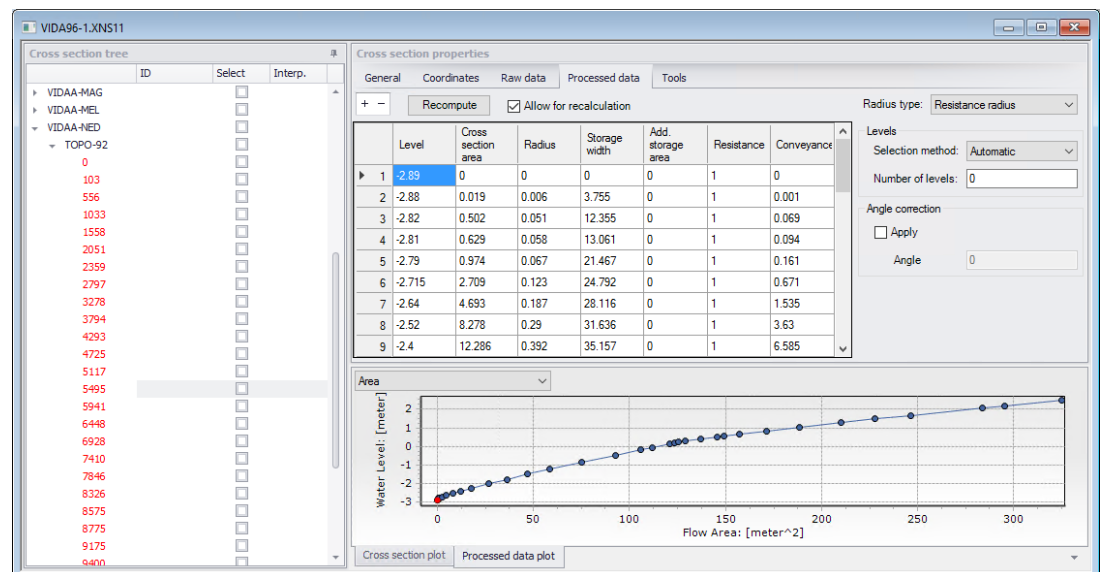 VIDA96-1.XNS11
Cross section tree
ID Select Interp.
VIDAA-MAG
VIDAA-MEL
VIDAA-NED
TOPO-92
0
103
556
1033
1558
2051
2359
2797
3278
3794
4293
4725
5117
5495
5941
6448
6928
7410
7846
8326
8575
8775
9175
9400
Cross section properties
General Coordinates Raw data Processed data Tools
+ − Recompute Allow for recalculation
Level Cross section area Radius Storage width Add. storage area Resistance Conveyance
1 -2.89 0 0 0 0 1 0
2 -2.88 0.019 0.006 3.755 0 1 0.001
3 -2.82 0.502 0.051 12.355 0 1 0.069
4 -2.81 0.629 0.058 13.061 0 1 0.094
5 -2.79 0.974 0.067 21.467 0 1 0.161
6 -2.715 2.709 0.123 24.792 0 1 0.671
7 -2.64 4.693 0.187 28.116 0 1 1.535
8 -2.52 8.278 0.29 31.636 0 1 3.63
9 -2.4 12.286 0.392 35.157 0 1 6.585
Radius type: Resistance radius
Levels
Selection method: Automatic
Number of levels: 0
Angle correction
Apply
Angle 0
Area
Water Level: [meter]
2
1
0
-1
-2
-3
0 50 100 150 200 250 300
Flow Area: [meter^2]
Cross section plot Processed data plot